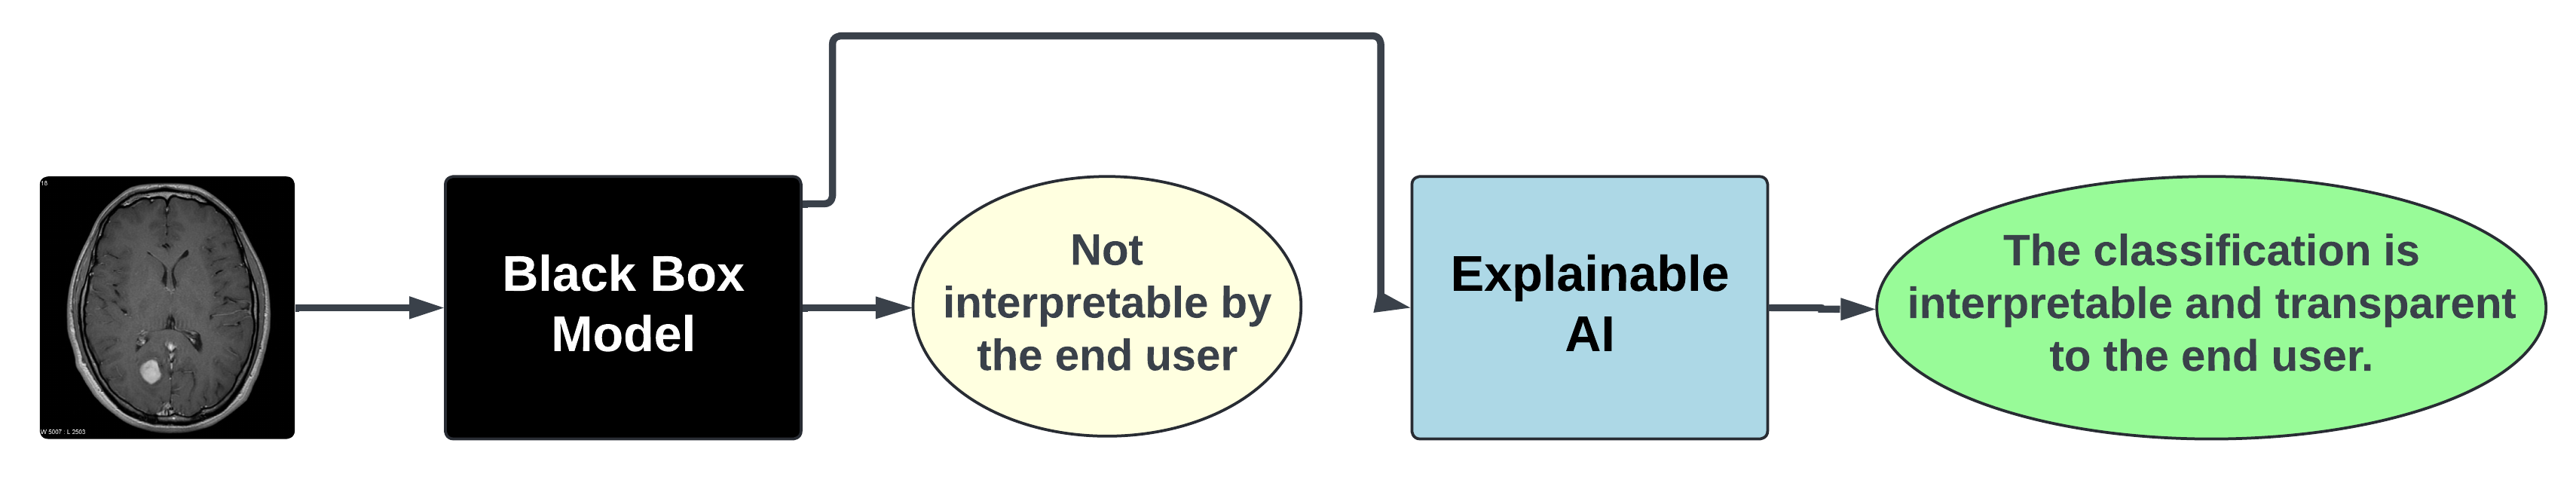 16
W 5007 : L 2503
Black Box
Model
Not
interpretable by
the end user
Explainable
AI
The classification is
interpretable and transparent
to the end user.